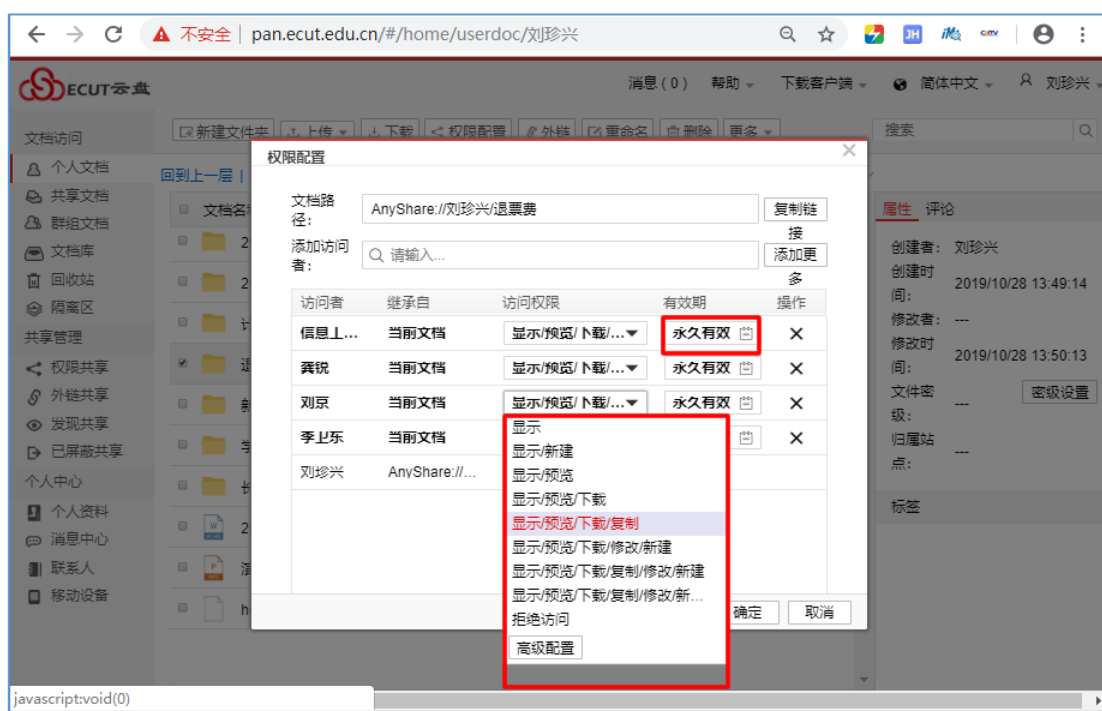 不安全 | pan.ecut.edu.cn/#/home/userdoc/刘珍兴
ECUT云盘
消息(0) 帮助 下载客户端 简体中文 刘珍兴
文档访问
个人文档
共享文档
群组文档
文档库
回收站
隔离区
共享管理
权限共享
外链共享
发现共享
已屏蔽共享
个人中心
个人资料
消息中心
联系人
移动设备
新建文件夹 上传 下载 权限配置 外链 重命名 删除 更多
搜索
回到上一层 |
文档名
2
2
计
退
学
长
2
演
h
权限配置
文档路径:
AnyShare://刘珍兴/退票费
复制链接
添加访问者:
请输入...
添加更多
访问者 继承自 访问权限 有效期 操作
信息工... 当前文档 显示/预览/下载/... 永久有效
龚锐 当前文档 显示/预览/下载/... 永久有效
刘京 当前文档 显示/预览/下载/... 永久有效
李卫东 当前文档
刘珍兴 AnyShare://...
显示
显示/新建
显示/预览
显示/预览/下载
显示/预览/下载/复制
显示/预览/下载/修改/新建
显示/预览/下载/复制/修改/新建
显示/预览/下载/复制/修改/新...
拒绝访问
高级配置
确定 取消
属性 评论
创建者: 刘珍兴
创建时间: 2019/10/28 13:49:14
修改者: ---
修改时间: 2019/10/28 13:50:13
文件密级: --- 密级设置
归属站点: ---
标签
javascript:void(0)